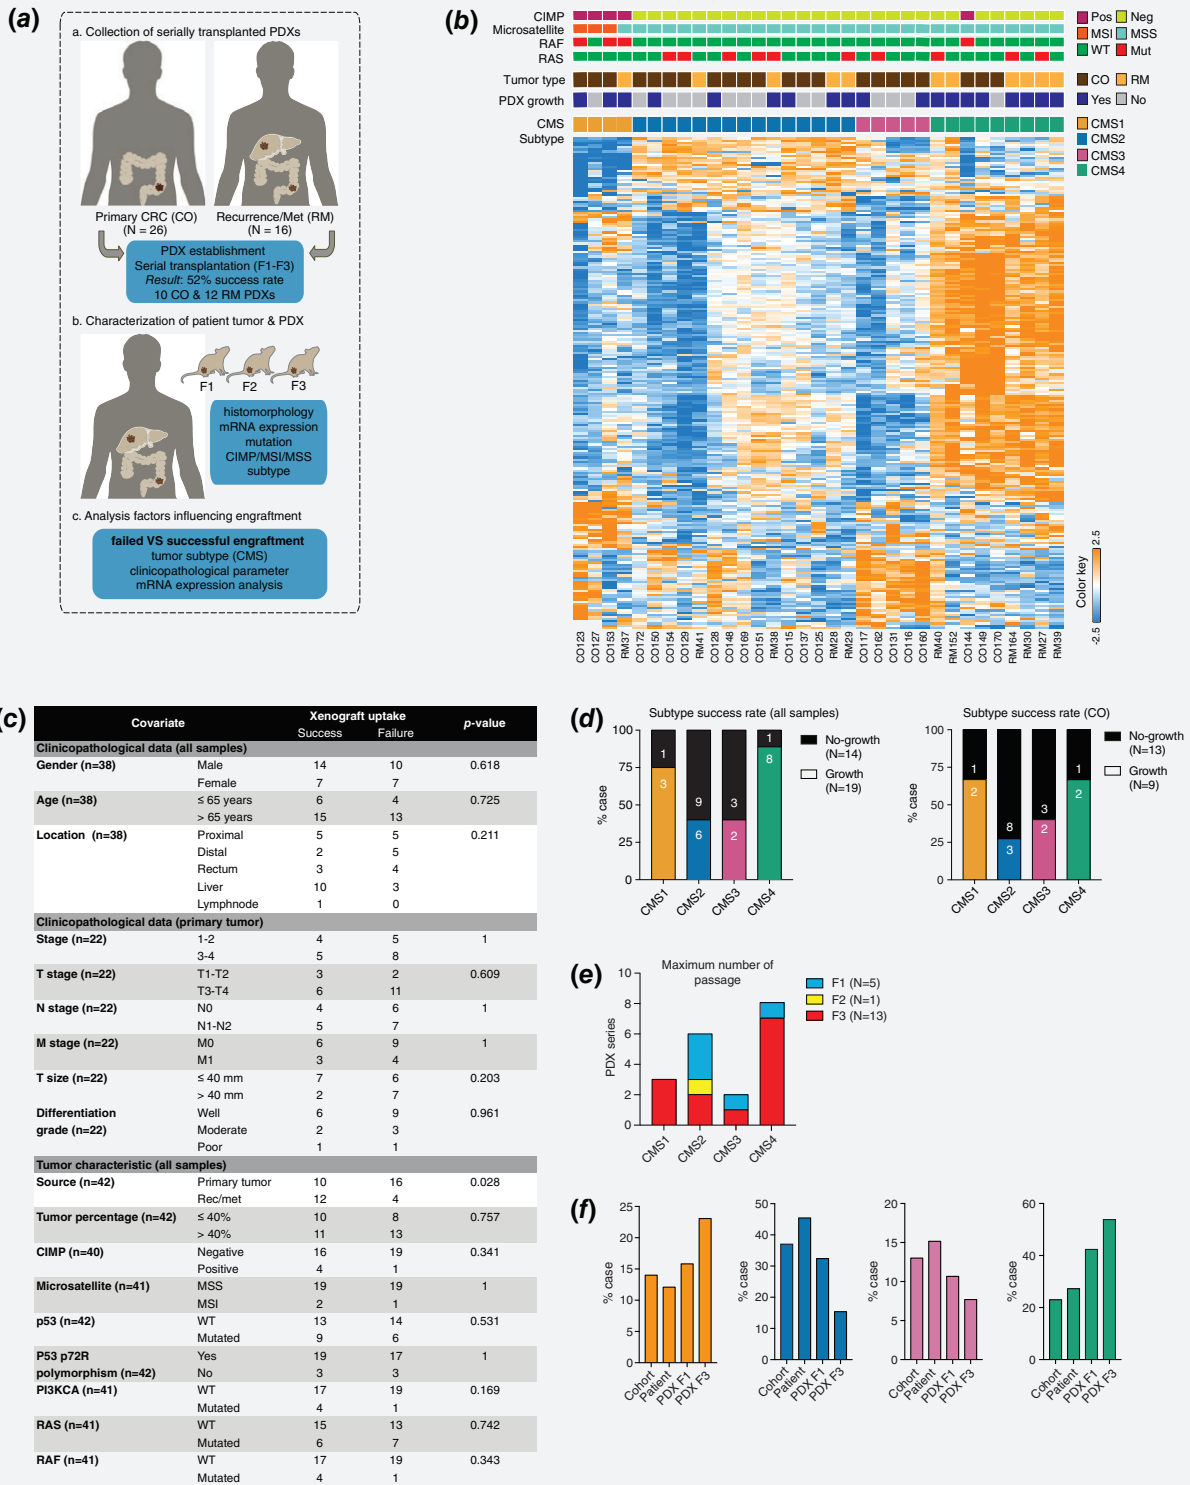 (a)
a. Collection of serially transplanted PDXs
Primary CRC (CO)
(N = 26)
Recurrence/Met (RM)
(N = 16)
PDX establishment
Serial transplantation (F1-F3)
Result: 52% success rate
10 CO & 12 RM PDXs
b. Characterization of patient tumor & PDX
F1 F2 F3
histomorphology
mRNA expression
mutation
CIMP/MSI/MSS
subtype
c. Analysis factors influencing engraftment
failed VS successful engraftment
tumor subtype (CMS)
clinicopathological parameter
mRNA expression analysis
(b)
CIMP
Microsatellite
RAF
RAS
Tumor type
PDX growth
CMS
Subtype
Pos Neg
MSI MSS
WT Mut
CO RM
Yes No
CMS1
CMS2
CMS3
CMS4
Color key
-2.5 2.5
CO123 CO127 CO153 RM37 CO172 CO150 CO154 CO129 RM41 CO128 CO148 CO169 CO151 RM38 CO115 CO137 CO125 RM28 RM29 CO117 CO162 CO131 CO116 CO160 RM40 RM152 CO144 CO149 CO170 RM164 RM30 RM27 RM39
(c)
Covariate Xenograft uptake p-value
Success Failure
Clinicopathological data (all samples)
Gender (n=38) Male 14 10 0.618
Female 7 7
Age (n=38) ≤ 65 years 6 4 0.725
> 65 years 15 13
Location (n=38) Proximal 5 5 0.211
Distal 2 5
Rectum 3 4
Liver 10 3
Lymphnode 1 0
Clinicopathological data (primary tumor)
Stage (n=22) 1-2 4 5 1
3-4 5 8
T stage (n=22) T1-T2 3 2 0.609
T3-T4 6 11
N stage (n=22) N0 4 6 1
N1-N2 5 7
M stage (n=22) M0 6 9 1
M1 3 4
T size (n=22) ≤ 40 mm 7 6 0.203
> 40 mm 2 7
Differentiation Well 6 9 0.961
grade (n=22) Moderate 2 3
Poor 1 1
Tumor characteristic (all samples)
Source (n=42) Primary tumor 10 16 0.028
Rec/met 12 4
Tumor percentage (n=42) ≤ 40% 10 8 0.757
> 40% 11 13
CIMP (n=40) Negative 16 19 0.341
Positive 4 1
Microsatellite (n=41) MSS 19 19 1
MSI 2 1
p53 (n=42) WT 13 14 0.531
Mutated 9 6
P53 p72R Yes 19 17 1
polymorphism (n=42) No 3 3
PI3KCA (n=41) WT 17 19 0.169
Mutated 4 1
RAS (n=41) WT 15 13 0.742
Mutated 6 7
RAF (n=41) WT 17 19 0.343
Mutated 4 1
(d)
Subtype success rate (all samples)
% case
100
75
50
25
0
1 9 3 1
3 6 2 8
CMS1 CMS2 CMS3 CMS4
No-growth
(N=14)
Growth
(N=19)
Subtype success rate (CO)
% case
100
75
50
25
0
1 8 3 1
2 3 2 2
CMS1 CMS2 CMS3 CMS4
No-growth
(N=13)
Growth
(N=9)
(e)
Maximum number of
passage
PDX series
10
8
6
4
2
0
CMS1 CMS2 CMS3 CMS4
F1 (N=5)
F2 (N=1)
F3 (N=13)
(f)
% case
25
20
15
10
5
0
Cohort Patient PDX F1 PDX F3
% case
50
40
30
20
10
0
Cohort Patient PDX F1 PDX F3
% case
20
15
10
5
0
Cohort Patient PDX F1 PDX F3
% case
60
40
20
0
Cohort Patient PDX F1 PDX F3